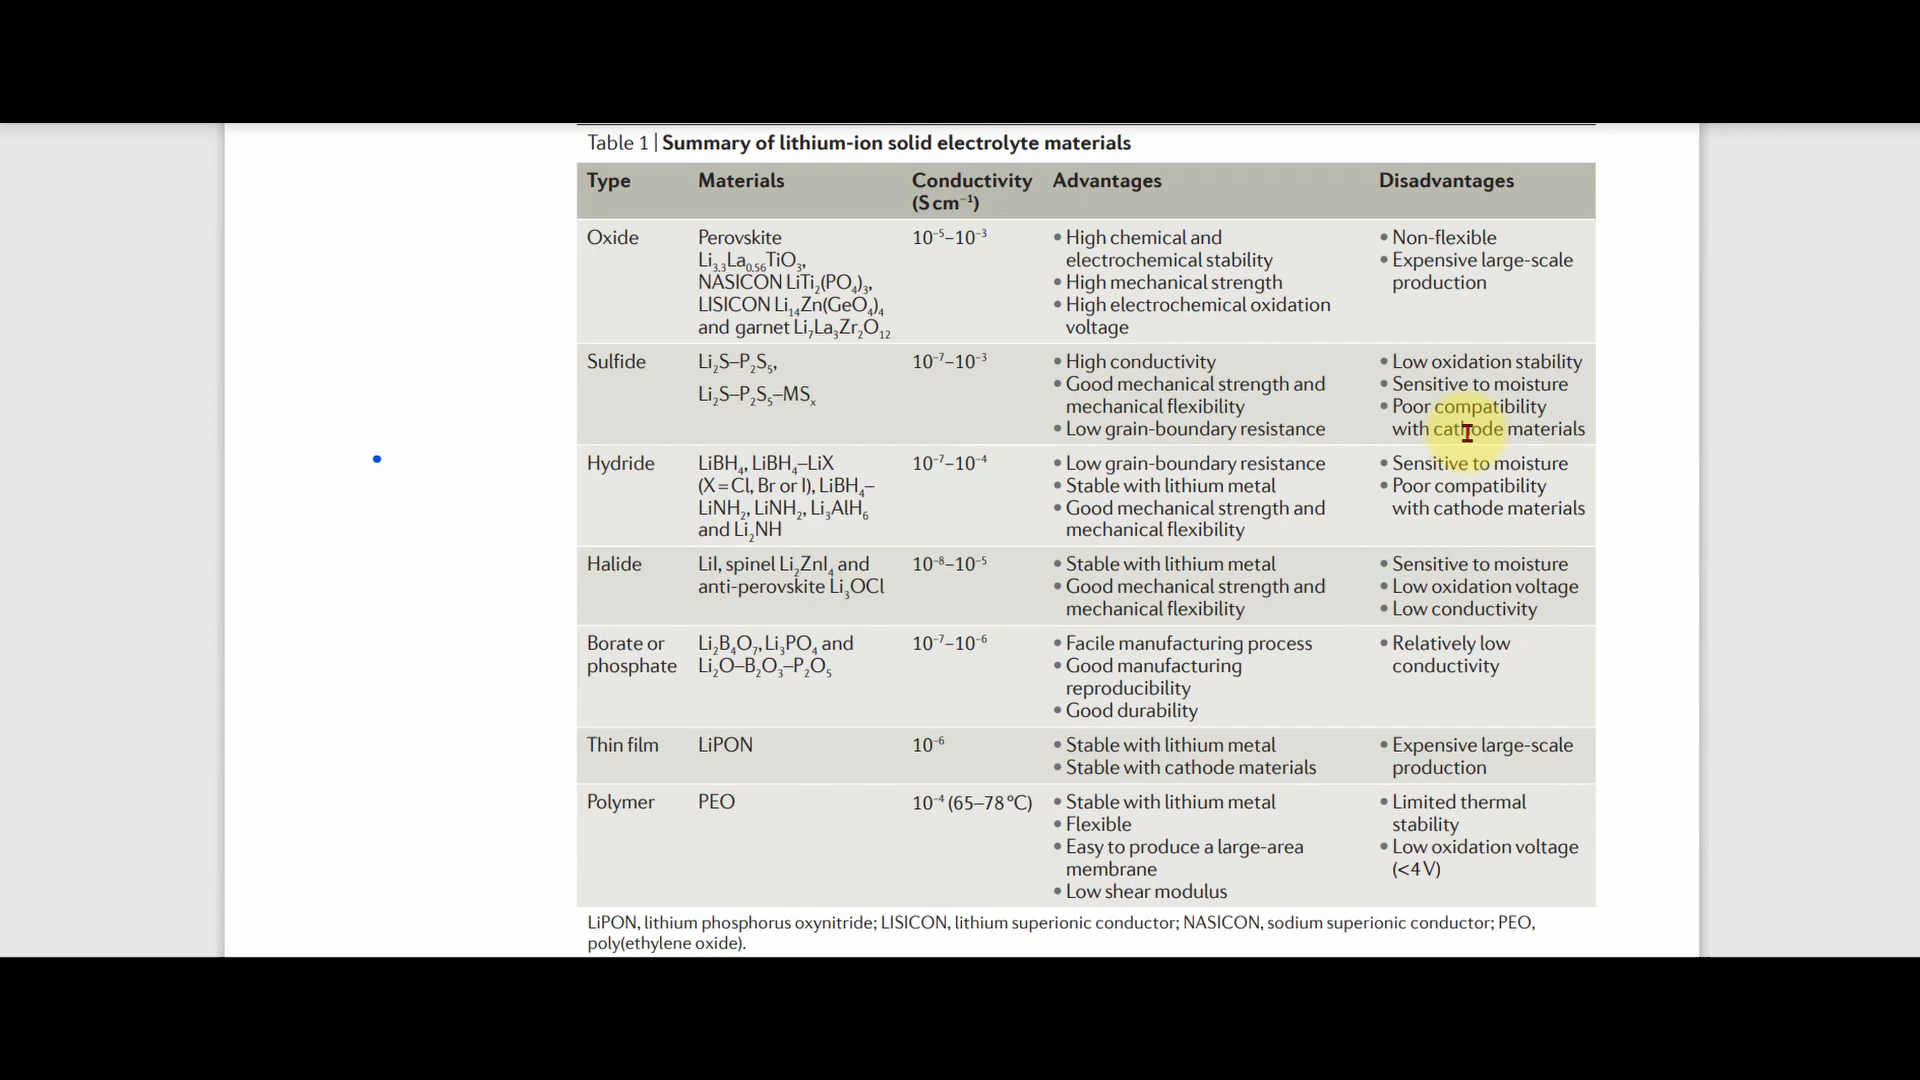 Table 1 | Summary of lithium-ion solid electrolyte materials
Type Materials Conductivity (S cm⁻¹) Advantages Disadvantages
Oxide Perovskite 10⁻⁵–10⁻³ • High chemical and • Non-flexible
Li₃.₃La₀.₅₆TiO₃, electrochemical stability • Expensive large-scale
NASICON LiTi₂(PO₄)₃, • High mechanical strength production
LISICON Li₁₄Zn(GeO₄)₄ • High electrochemical oxidation
and garnet Li₇La₃Zr₂O₁₂ voltage
Sulfide Li₂S–P₂S₅, 10⁻⁷–10⁻³ • High conductivity • Low oxidation stability
• Good mechanical strength and • Sensitive to moisture
Li₂S–P₂S₅–MSₓ mechanical flexibility • Poor compatibility
• Low grain-boundary resistance with cathode materials
Hydride LiBH₄, LiBH₄–LiX 10⁻⁷–10⁻⁴ • Low grain-boundary resistance • Sensitive to moisture
(X = Cl, Br or I), LiBH₄– • Stable with lithium metal • Poor compatibility
LiNH₂, LiNH₂, Li₃AlH₆ • Good mechanical strength and with cathode materials
and Li₂NH mechanical flexibility
Halide LiI, spinel Li₂ZnI₄ and 10⁻⁸–10⁻⁵ • Stable with lithium metal • Sensitive to moisture
anti-perovskite Li₃OCl • Good mechanical strength and • Low oxidation voltage
mechanical flexibility • Low conductivity
Borate or Li₂B₄O₇, Li₃PO₄ and 10⁻⁷–10⁻⁶ • Facile manufacturing process • Relatively low
phosphate Li₂O–B₂O₃–P₂O₅ • Good manufacturing conductivity
reproducibility
• Good durability
Thin film LiPON 10⁻⁶ • Stable with lithium metal • Expensive large-scale
• Stable with cathode materials production
Polymer PEO 10⁻⁴ (65–78 °C) • Stable with lithium metal • Limited thermal
• Flexible stability
• Easy to produce a large-area • Low oxidation voltage
membrane (<4 V)
• Low shear modulus
LiPON, lithium phosphorus oxynitride; LISICON, lithium superionic conductor; NASICON, sodium superionic conductor; PEO,
poly(ethylene oxide).